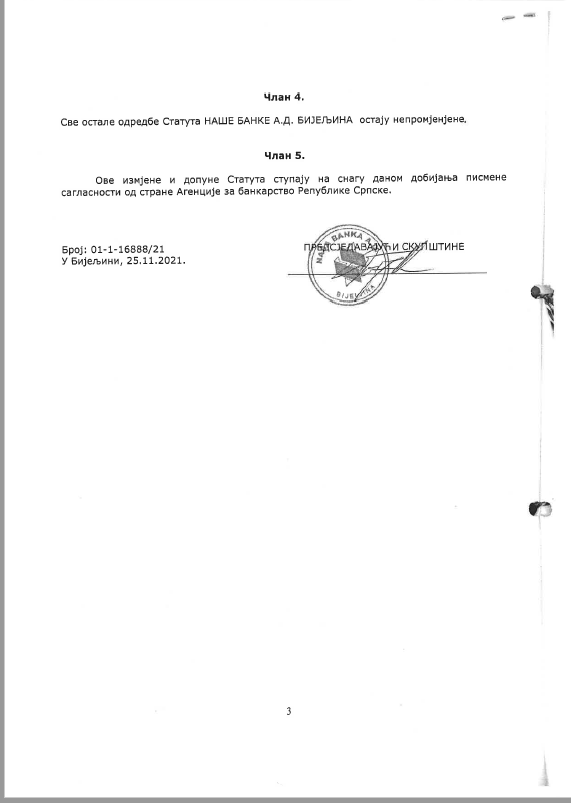 Члан 4.
Све остале одредбе Статута НАШЕ БАНКЕ А.Д. БИЈЕЉИНА остају непромјењене.
Члан 5.
Ове измјене и допуне Статута ступају на снагу даном добијања писмене
сагласности од стране Агенције за банкарство Републике Српске.
Број: 01-1-16888/21
У Бијељини, 25.11.2021.
ПРЕДСЈЕДАВАЈУЋИ СКУПШТИНЕ
BANKA A.
BIJELJINA
3